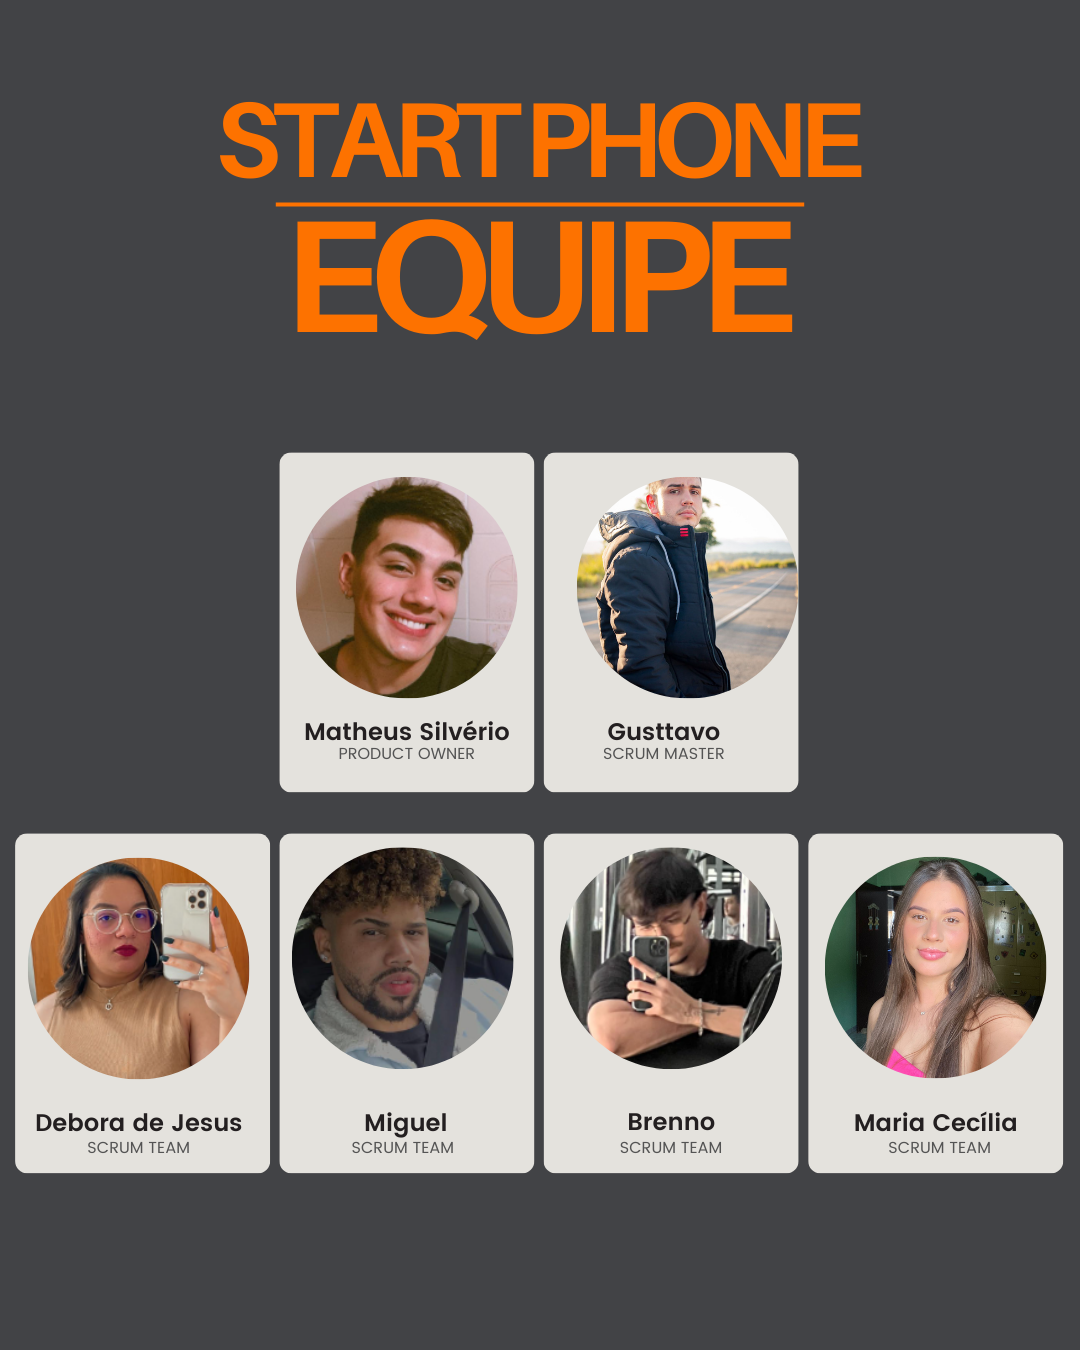 START PHONE
EQUIPE
Matheus Silvério
PRODUCT OWNER
Gusttavo
SCRUM MASTER
Debora de Jesus
SCRUM TEAM
Miguel
SCRUM TEAM
Brenno
SCRUM TEAM
Maria Cecília
SCRUM TEAM